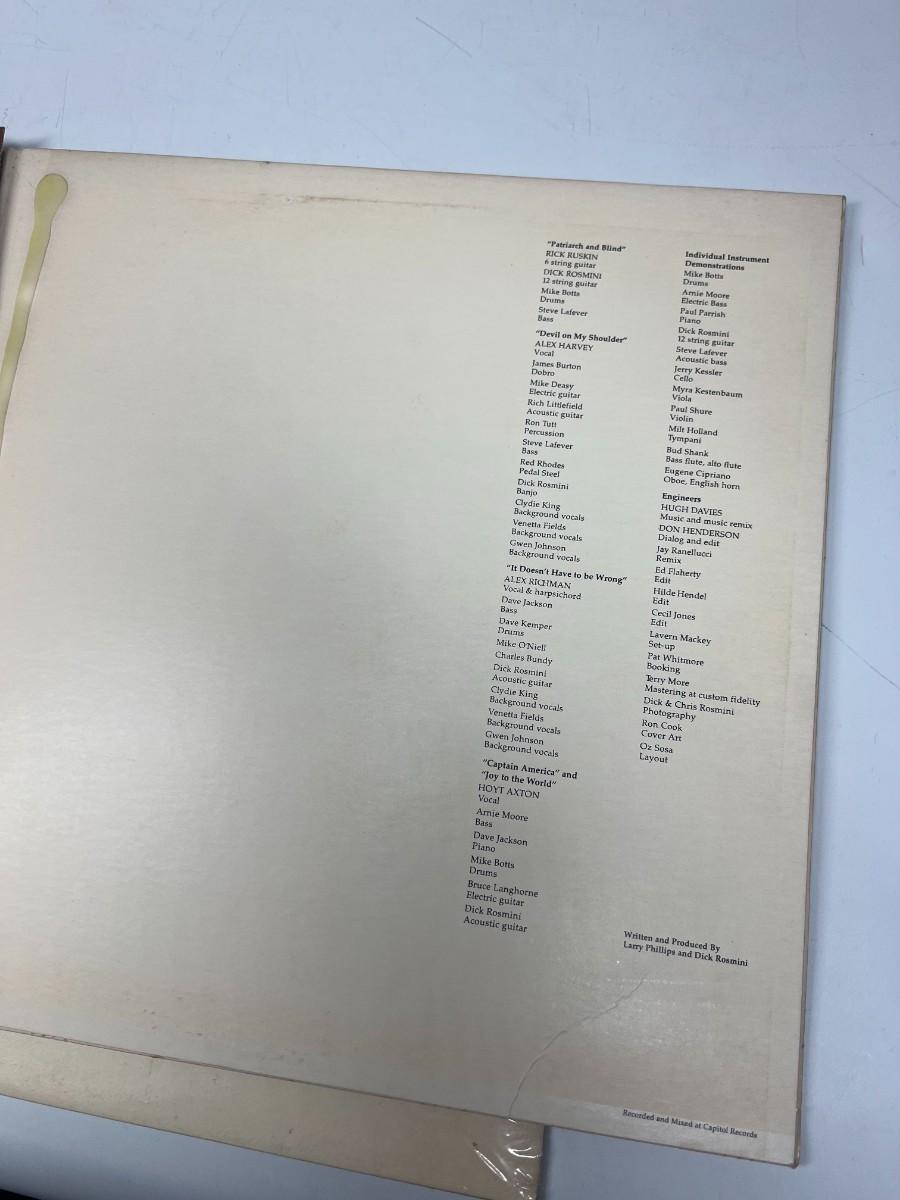 "Patriarch and Blind"
RICK RUSKIN
6 string guitar
DICK ROSMINI
12 string guitar
Mike Botts
Drums
Steve Lafever
Bass
"Devil on My Shoulder"
ALEX HARVEY
Vocal
James Burton
Dobro
Mike Deasy
Electric guitar
Rich Littlefield
Acoustic guitar
Ron Tutt
Percussion
Steve Lafever
Bass
Red Rhodes
Pedal Steel
Dick Rosmini
Banjo
Clydie King
Background vocals
Venetta Fields
Background vocals
Gwen Johnson
Background vocals
"It Doesn't Have to be Wrong"
ALEX RICHMAN
Vocal & harpsichord
Dave Jackson
Bass
Dave Kemper
Drums
Mike O'Niell
Charles Bundy
Dick Rosmini
Acoustic guitar
Clydie King
Background vocals
Venetta Fields
Background vocals
Gwen Johnson
Background vocals
"Captain America" and
"Joy to the World"
HOYT AXTON
Vocal
Arnie Moore
Bass
Dave Jackson
Piano
Mike Botts
Drums
Bruce Langhorne
Electric guitar
Dick Rosmini
Acoustic guitar
Individual Instrument
Demonstrations
Mike Botts
Drums
Arnie Moore
Electric Bass
Paul Parrish
Piano
Dick Rosmini
12 string guitar
Steve Lafever
Acoustic bass
Jerry Kessler
Cello
Myra Kestenbaum
Viola
Paul Shure
Violin
Milt Holland
Tympani
Bud Shank
Bass flute, alto flute
Eugene Cipriano
Oboe, English horn
Engineers
HUGH DAVIES
Music and music remix
DON HENDERSON
Dialog and edit
Jay Ranellucci
Remix
Ed Flaherty
Edit
Hilde Hendel
Edit
Cecil Jones
Edit
Lavern Mackey
Set-up
Pat Whitmore
Booking
Terry More
Mastering at custom fidelity
Dick & Chris Rosmini
Photography
Ron Cook
Cover Art
Oz Sosa
Layout
Written and Produced By
Larry Phillips and Dick Rosmini
Recorded and Mixed at Capitol Records